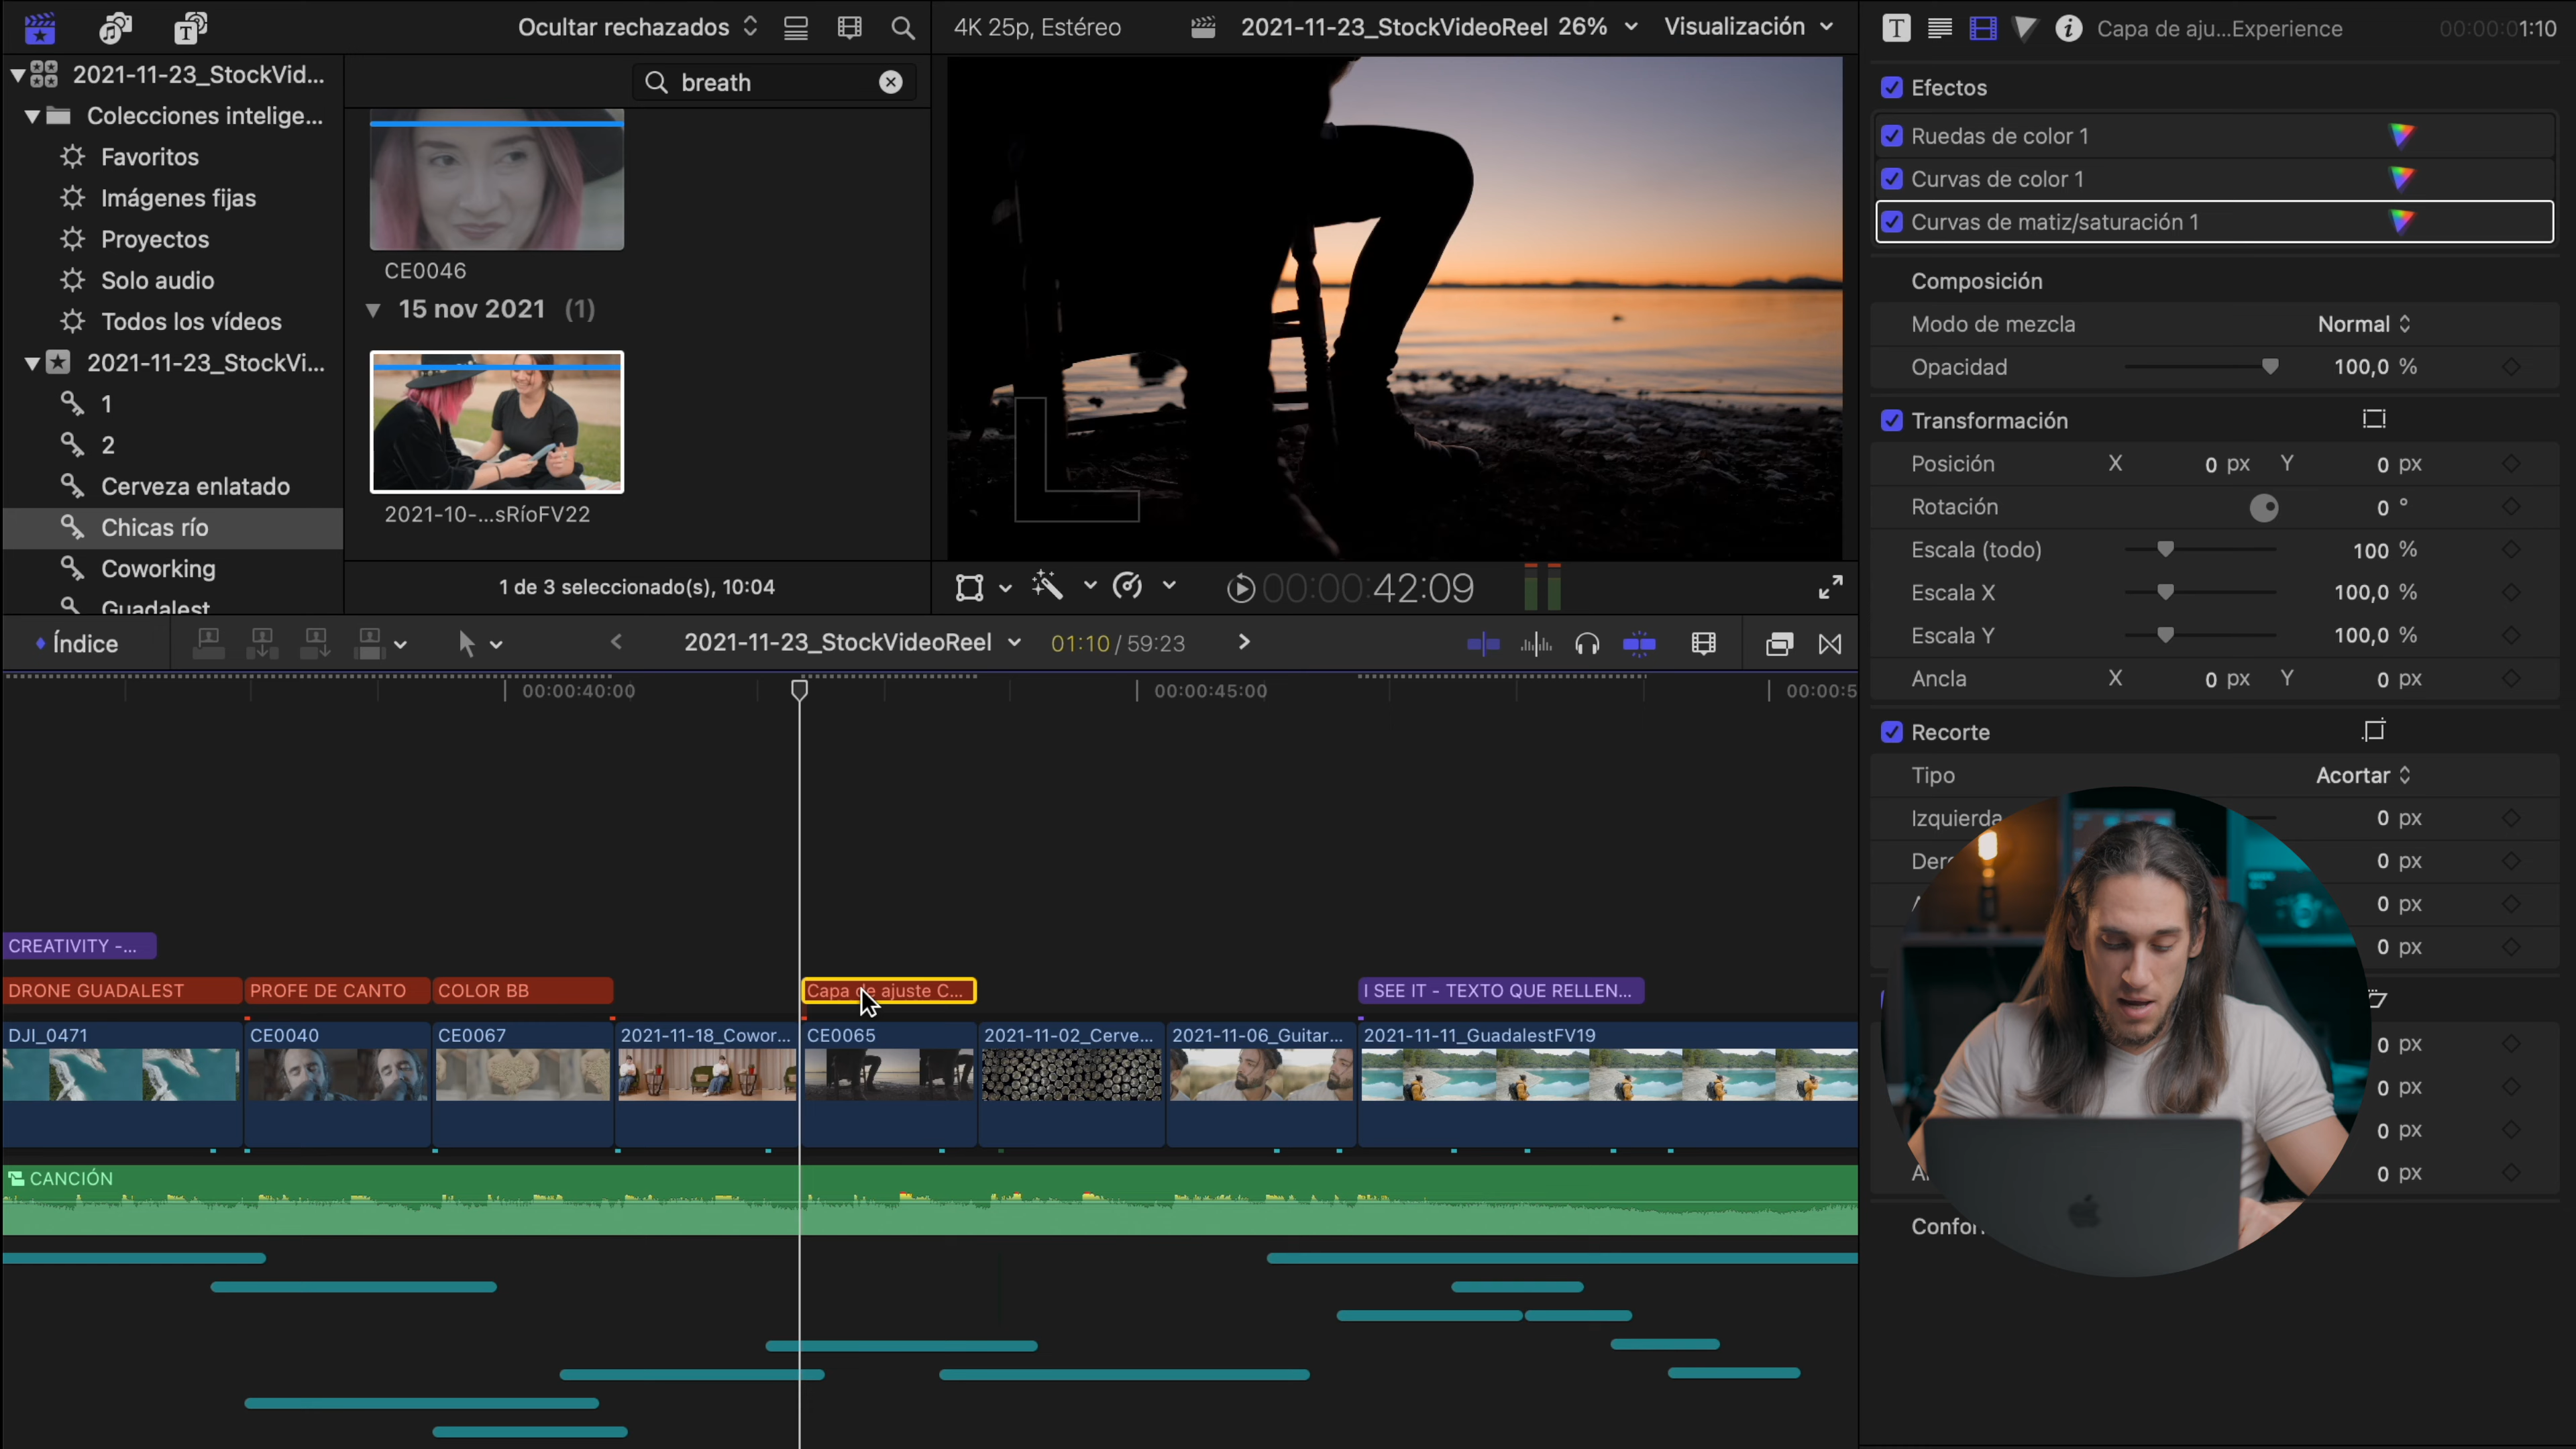 Ocultar rechazados
4K 25p, Estéreo
2021-11-23_StockVideoReel
26%
Visualización
T
Capa de aju...Experience
00:00:01:10
2021-11-23_StockVid...
Colecciones intelige...
Favoritos
Imágenes fijas
Proyectos
Solo audio
Todos los vídeos
2021-11-23_StockVi...
1
2
Cerveza enlatado
Chicas río
Coworking
Guadalest
breath
CE0046
15 nov 2021 (1)
2021-10-...sRíoFV22
1 de 3 seleccionado(s), 10:04
00:00:42:09
Efectos
Ruedas de color 1
Curvas de color 1
Curvas de matiz/saturación 1
Composición
Modo de mezcla Normal
Opacidad 100,0 %
Transformación
Posición X 0 px Y 0 px
Rotación 0 °
Escala (todo) 100 %
Escala X 100,0 %
Escala Y 100,0 %
Ancla X 0 px Y 0 px
Recorte
Tipo Acortar
Izquierda 0 px
0 px
0 px
0 px
0 px
0 px
0 px
0 px
Índice
2021-11-23_StockVideoReel
01:10 / 59:23
00:00:40:00
00:00:45:00
00:00:5
CREATIVITY -...
DRONE GUADALEST
PROFE DE CANTO
COLOR BB
Capa de ajuste C...
I SEE IT - TEXTO QUE RELLEN...
DJI_0471
CE0040
CE0067
2021-11-18_Cowor...
CE0065
2021-11-02_Cerve...
2021-11-06_Guitar...
2021-11-11_GuadalestFV19
CANCIÓN